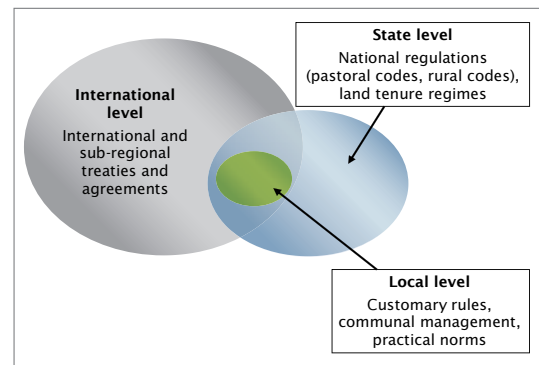 International
level
International and
sub-regional
treaties and
agreements
State level
National regulations
(pastoral codes, rural codes),
land tenure regimes
Local level
Customary rules,
communal management,
practical norms